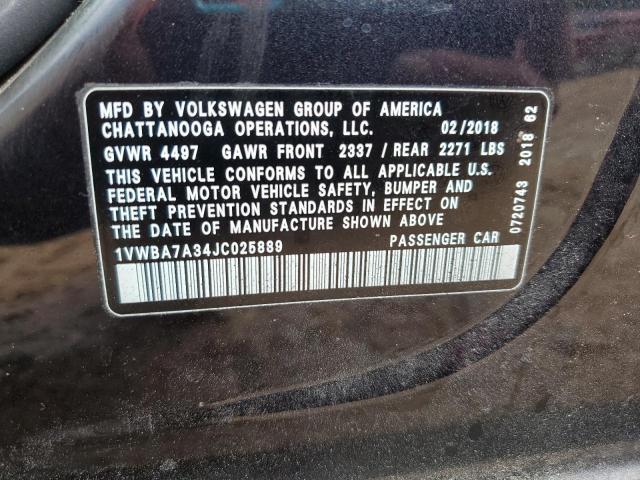 MFD BY VOLKSWAGEN GROUP OF AMERICA
CHATTANOOGA OPERATIONS, LLC. 02/2018
GVWR 4497 GAWR FRONT 2337 / REAR 2271 LBS
THIS VEHICLE CONFORMS TO ALL APPLICABLE U.S.
FEDERAL MOTOR VEHICLE SAFETY, BUMPER AND
THEFT PREVENTION STANDARDS IN EFFECT ON
THE DATE OF MANUFACTURE SHOWN ABOVE
1VWBA7A34JC025889 PASSENGER CAR
0720743 2018 62